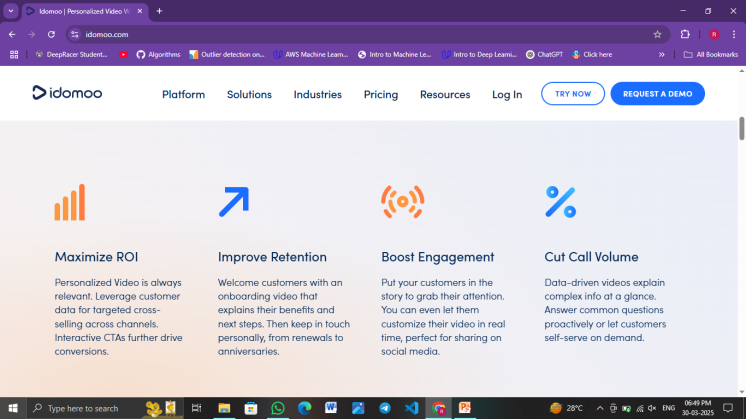 Idomoo | Personalized Video W
idomoo.com
DeepRacer Student...
Algorithms
Outlier detection on...
AWS Machine Learn...
Intro to Machine Le...
Intro to Deep Learni...
ChatGPT
Click here
All Bookmarks
idomoo
Platform
Solutions
Industries
Pricing
Resources
Log In
TRY NOW
REQUEST A DEMO
Maximize ROI
Personalized Video is always
relevant. Leverage customer
data for targeted cross-
selling across channels.
Interactive CTAs further drive
conversions.
Improve Retention
Welcome customers with an
onboarding video that
explains their benefits and
next steps. Then keep in touch
personally, from renewals to
anniversaries.
Boost Engagement
Put your customers in the
story to grab their attention.
You can even let them
customize their video in real
time, perfect for sharing on
social media.
Cut Call Volume
Data-driven videos explain
complex info at a glance.
Answer common questions
proactively or let customers
self-serve on demand.
Type here to search
28°C
ENG
06:49 PM
30-03-2025